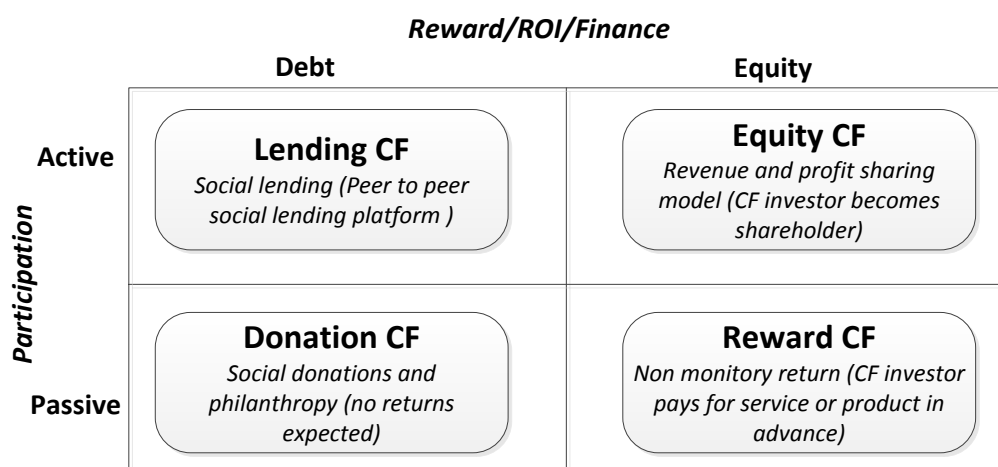 Reward/ROI/Finance
Debt
Equity
Participation
Active
Lending CF
Social lending (Peer to peer
social lending platform )
Equity CF
Revenue and profit sharing
model (CF investor becomes
shareholder)
Passive
Donation CF
Social donations and
philanthropy (no returns
expected)
Reward CF
Non monitory return (CF investor
pays for service or product in
advance)